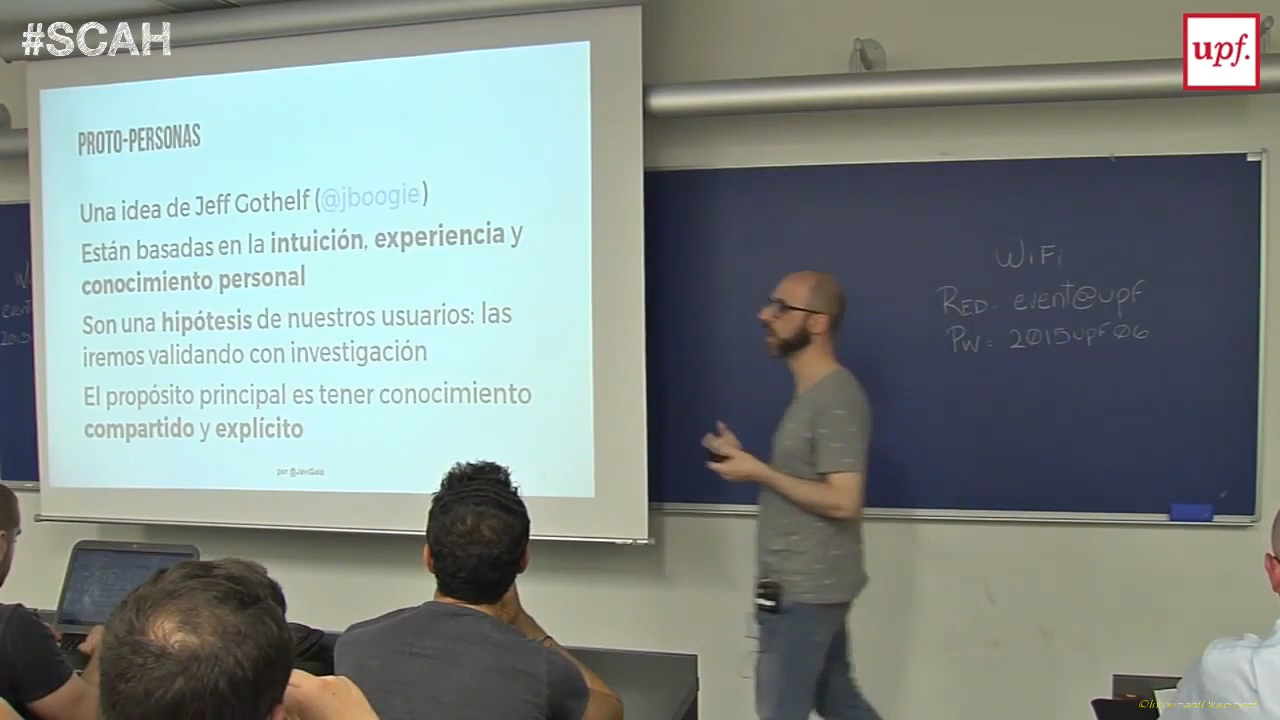 #SCAH
upf.
PROTO-PERSONAS
Una idea de Jeff Gothelf (@jboogie)
Están basadas en la intuición, experiencia y
conocimiento personal
Son una hipótesis de nuestros usuarios: las
iremos validando con investigación
El propósito principal es tener conocimiento
compartido y explícito
por @JaviGala
WiFi
RED: event@upf
PW: 2015upf06